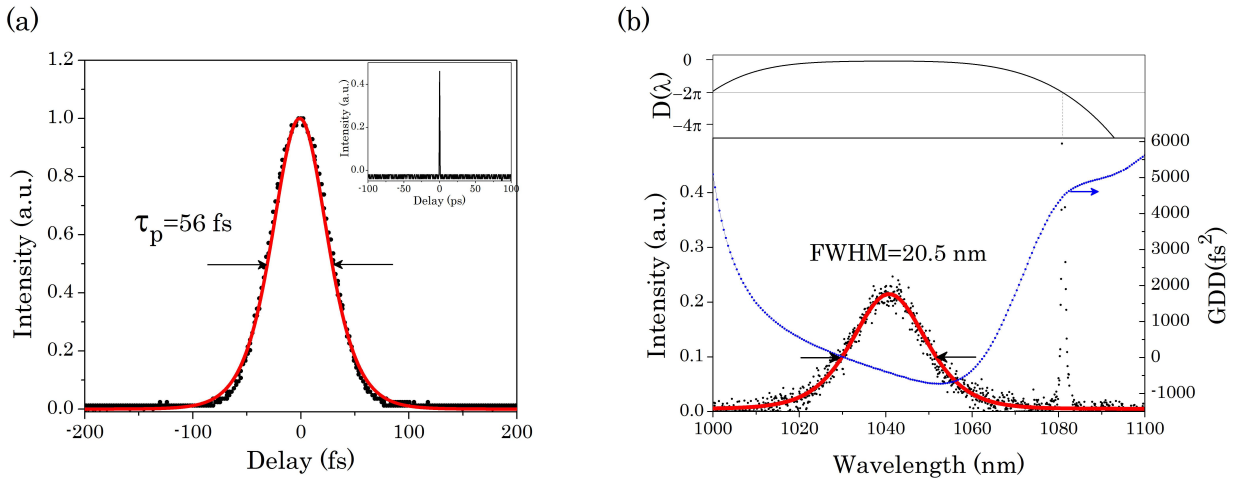 (a)
1.2
1.0
0.8
0.6
0.4
0.2
0.0
-200
-100
0
100
200
Intensity (a.u.)
Delay (fs)
τp=56 fs
0.4
0.2
0.0
-100
-50
0
50
100
Intensity (a.u.)
Delay (ps)
(b)
0
-2π
-4π
D(λ)
0.4
0.3
0.2
0.1
0.0
Intensity (a.u.)
FWHM=20.5 nm
6000
5000
4000
3000
2000
1000
0
-1000
GDD(fs²)
1000
1020
1040
1060
1080
1100
Wavelength (nm)